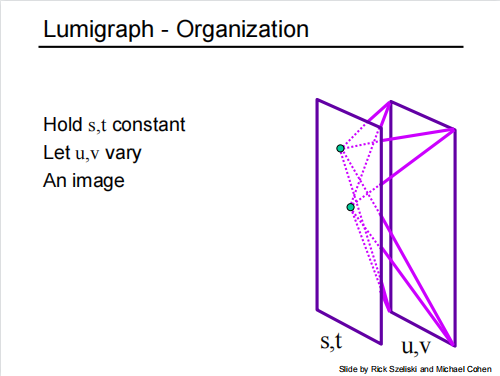 Lumigraph - Organization
Hold s,t constant
Let u,v vary
An image
s,t
u,v
Slide by Rick Szeliski and Michael Cohen